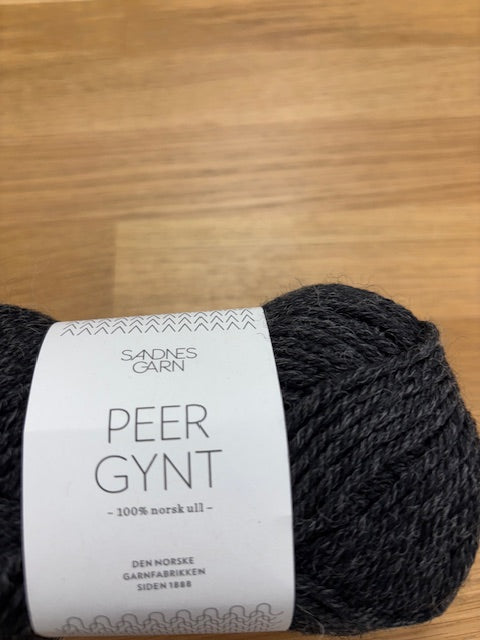 SANDNES
GARN
PEER
GYNT
- 100% norsk ull -
DEN NORSKE
GARNFABRIKKEN
SIDEN 1888